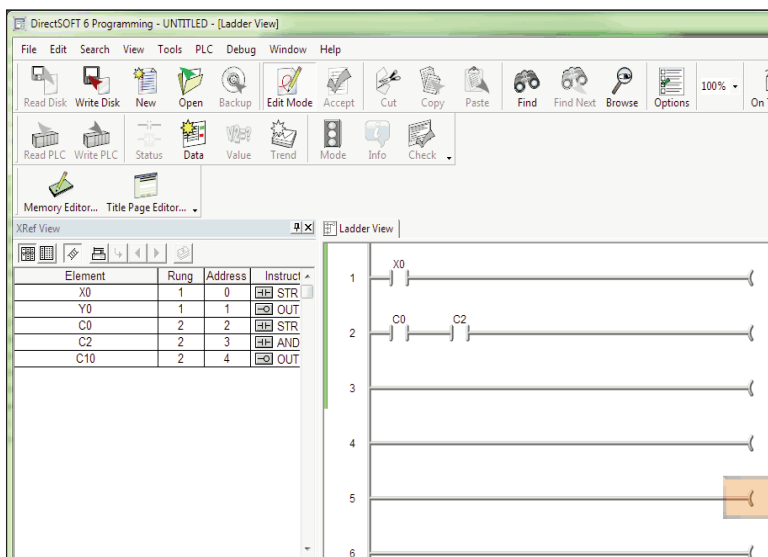 DirectSOFT 6 Programming - UNTITLED - [Ladder View]
File Edit Search View Tools PLC Debug Window Help
Read Disk Write Disk New Open Backup Edit Mode Accept Cut Copy Paste Find Find Next Browse Options 100% On
Read PLC Write PLC Status Data Value Trend Mode Info Check
Memory Editor... Title Page Editor...
XRef View
Ladder View
Element Rung Address Instruct
X0 1 0 STR
Y0 1 1 OUT
C0 2 2 STR
C2 2 3 AND
C10 2 4 OUT
X0
1
C0 C2
2
3
4
5
6